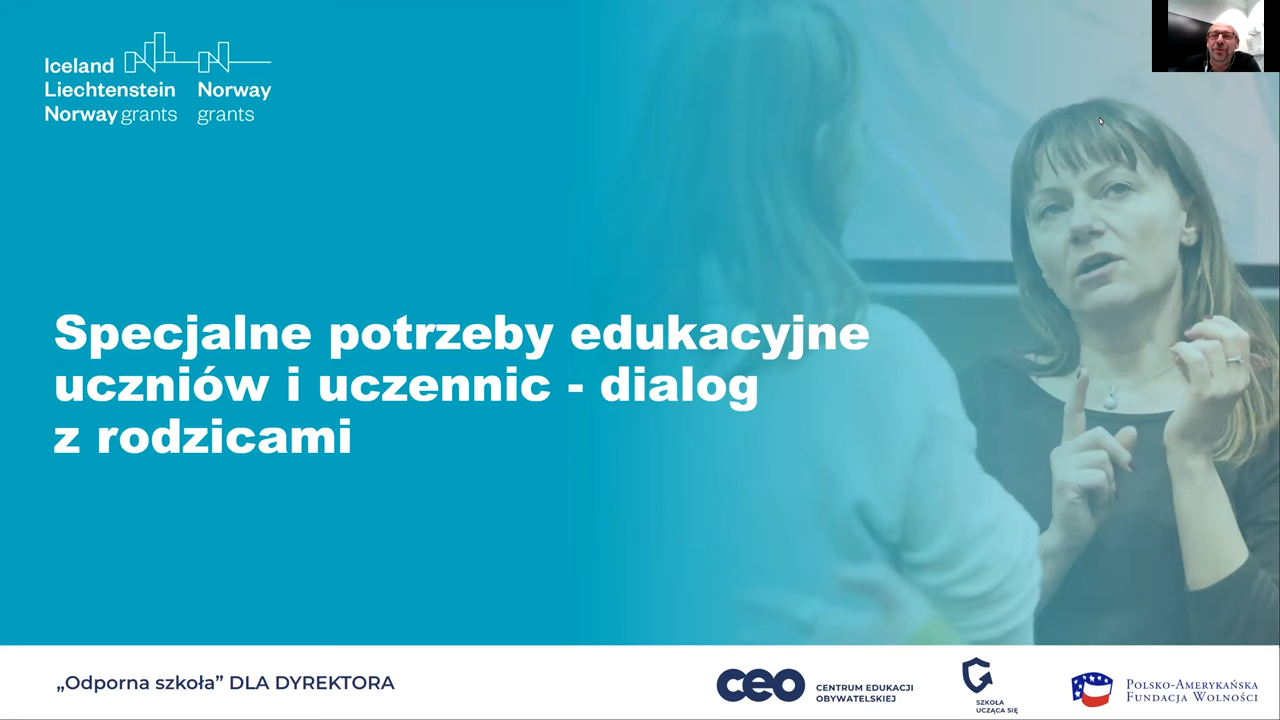 Iceland
Liechtenstein
Norway grants
Norway
grants
Specjalne potrzeby edukacyjne
uczniów i uczennic - dialog
z rodzicami
„Odporna szkoła” DLA DYREKTORA
ceo
CENTRUM EDUKACJI
OBYWATELSKIEJ
SZKOŁA
UCZĄCA SIĘ
POLSKO-AMERYKAŃSKA
FUNDACJA WOLNOŚCI